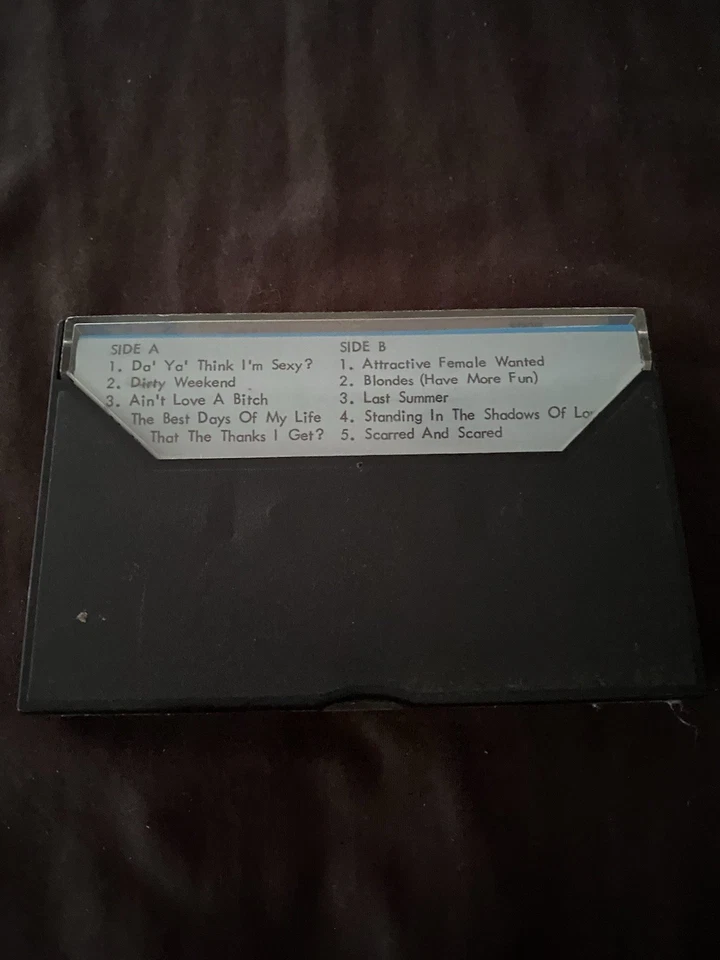 SIDE A
1. Da' Ya' Think I'm Sexy?
2. Dirty Weekend
3. Ain't Love A Bitch
The Best Days Of My Life
That The Thanks I Get?
SIDE B
1. Attractive Female Wanted
2. Blondes (Have More Fun)
3. Last Summer
4. Standing In The Shadows Of
5. Scarred And Scared